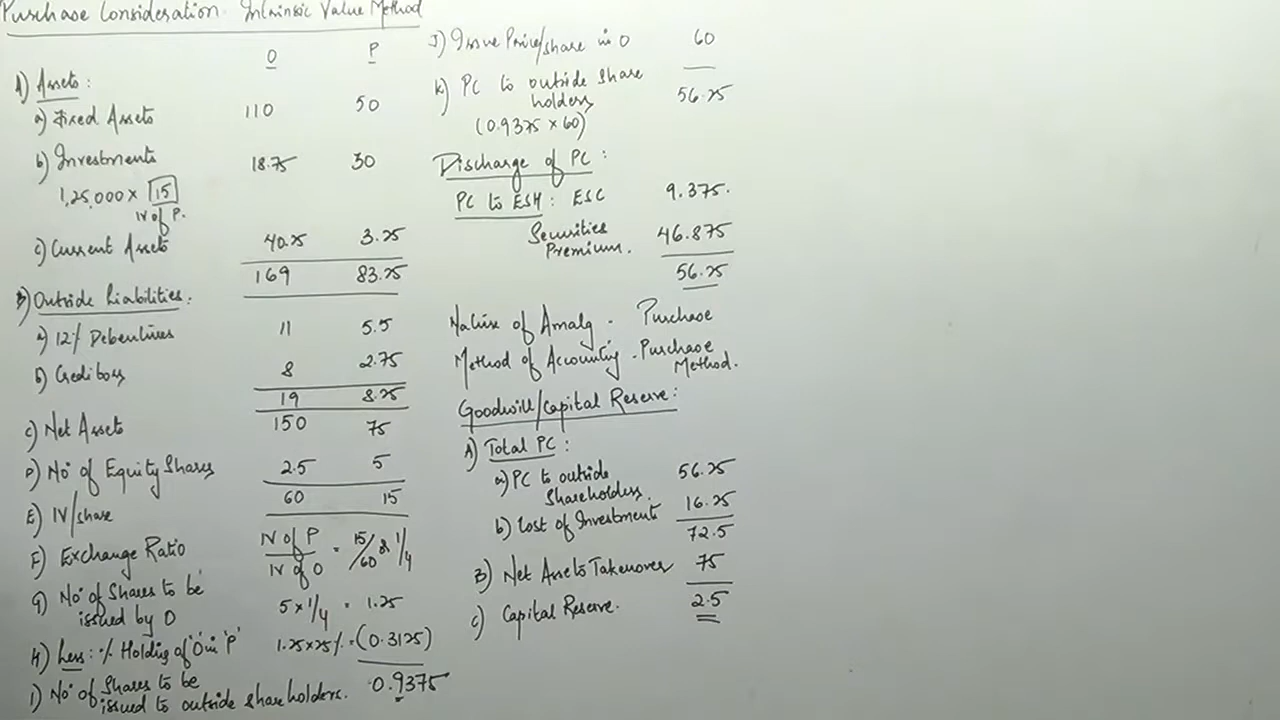 Purchase Consideration Intrinsic Value Method
O P
A) Assets :
a) Fixed Assets 110 50
b) Investments 18.75 30
1,25,000 × 15
IV of P.
c) Current Assets 40.25 3.25
169 83.25
B) Outside Liabilities :
a) 12% Debentures 11 5.5
b) Creditors 8 2.75
19 8.25
C) Net Assets 150 75
D) No of Equity Shares 2.5 5
E) IV/share 60 15
F) Exchange Ratio IV of P / IV of O = 15/60 & 1/4
G) No of Shares to be
issued by O 5 × 1/4 = 1.25
H) Less : % Holding of 'O' in 'P' 1.25 × 25% = (0.3125)
I) No of Shares to be
issued to outside shareholders. 0.9375
J) Issue Price/share in O 60
K) PC to outside share
holders 56.25
(0.9375 × 60)
Discharge of PC :
PC to ESH : ESC 9.375.
Securities
Premium. 46.875
56.25
Nature of Amalg - Purchase
Method of Accounting - Purchase
Method.
Goodwill/Capital Reserve :
A) Total PC :
a) PC to outside
Shareholders. 56.25
b) Cost of Investment 16.25
72.5
B) Net Assets Takenover 75
C) Capital Reserve. 2.5